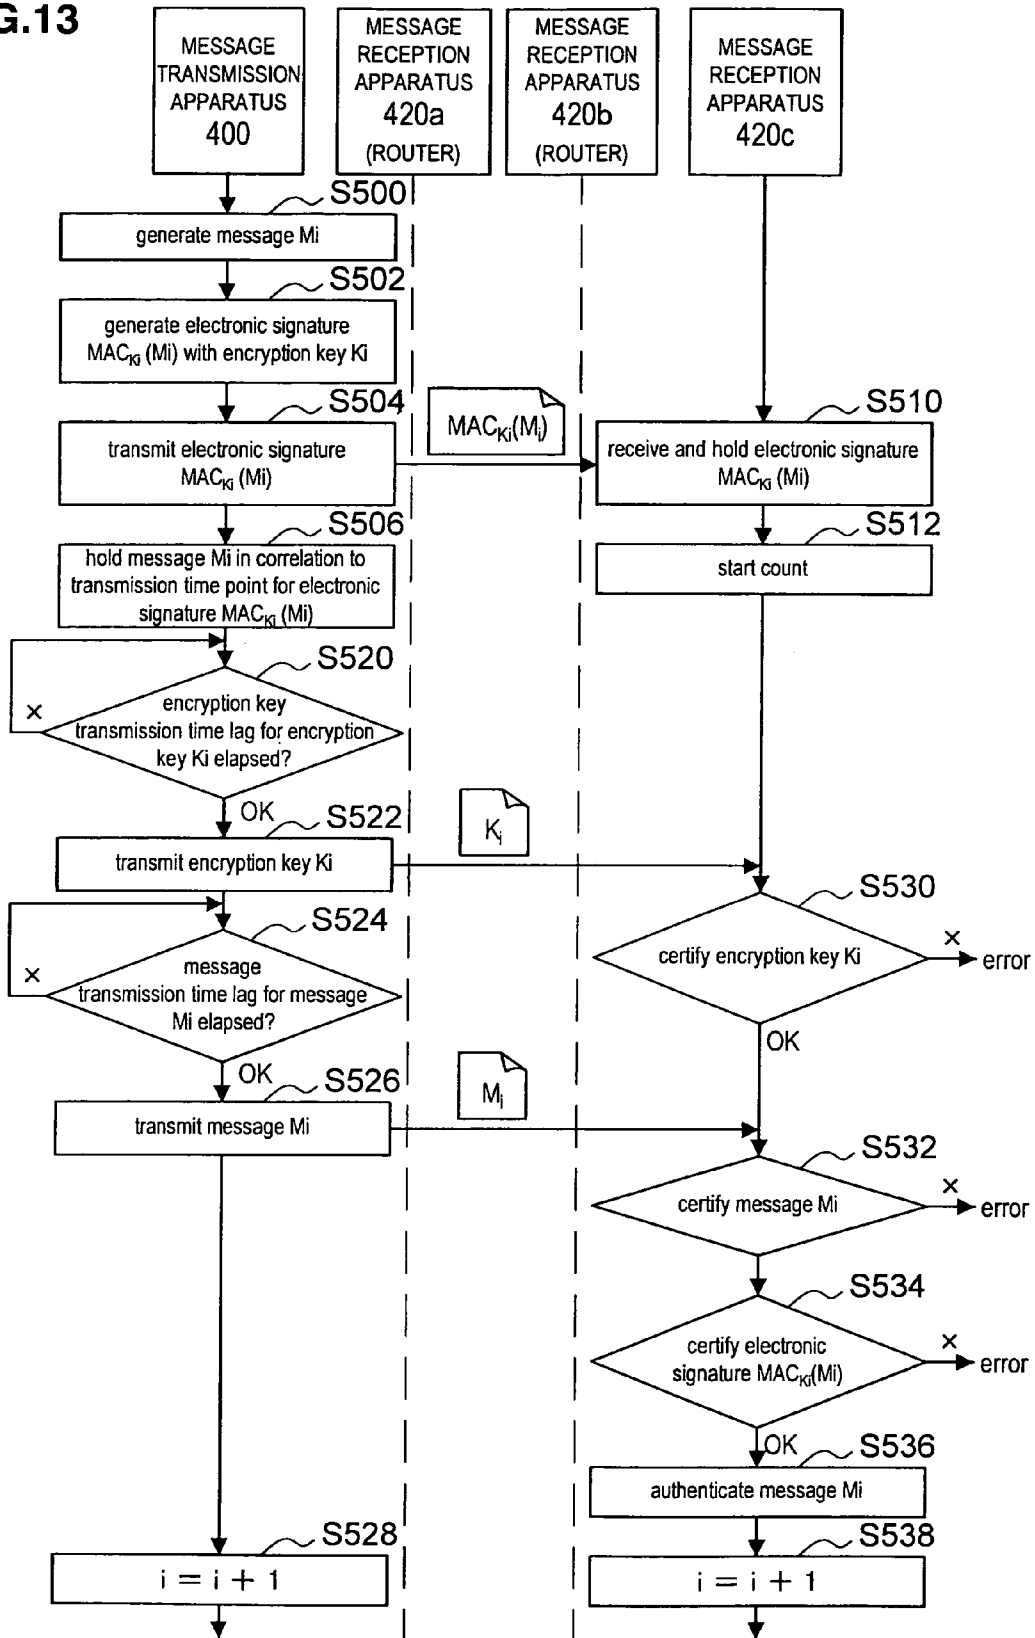 G.13
MESSAGE
TRANSMISSION
APPARATUS
400
MESSAGE
RECEPTION
APPARATUS
420a
(ROUTER)
MESSAGE
RECEPTION
APPARATUS
420b
(ROUTER)
MESSAGE
RECEPTION
APPARATUS
420c
S500
generate message Mi
S502
generate electronic signature
MACKi (Mi) with encryption key Ki
S504
transmit electronic signature
MACKi (Mi)
MACKi(Mi)
S510
receive and hold electronic signature
MACKi (Mi)
S506
hold message Mi in correlation to
transmission time point for electronic
signature MACKi (Mi)
S512
start count
S520
encryption key
transmission time lag for encryption
key Ki elapsed?
×
OK
S522
transmit encryption key Ki
Ki
S530
certify encryption key Ki
×
error
OK
S524
message
transmission time lag for message
Mi elapsed?
×
OK
S526
transmit message Mi
Mi
S532
certify message Mi
×
error
S534
certify electronic
signature MACKi(Mi)
×
error
OK
S536
authenticate message Mi
S528
i = i + 1
S538
i = i + 1